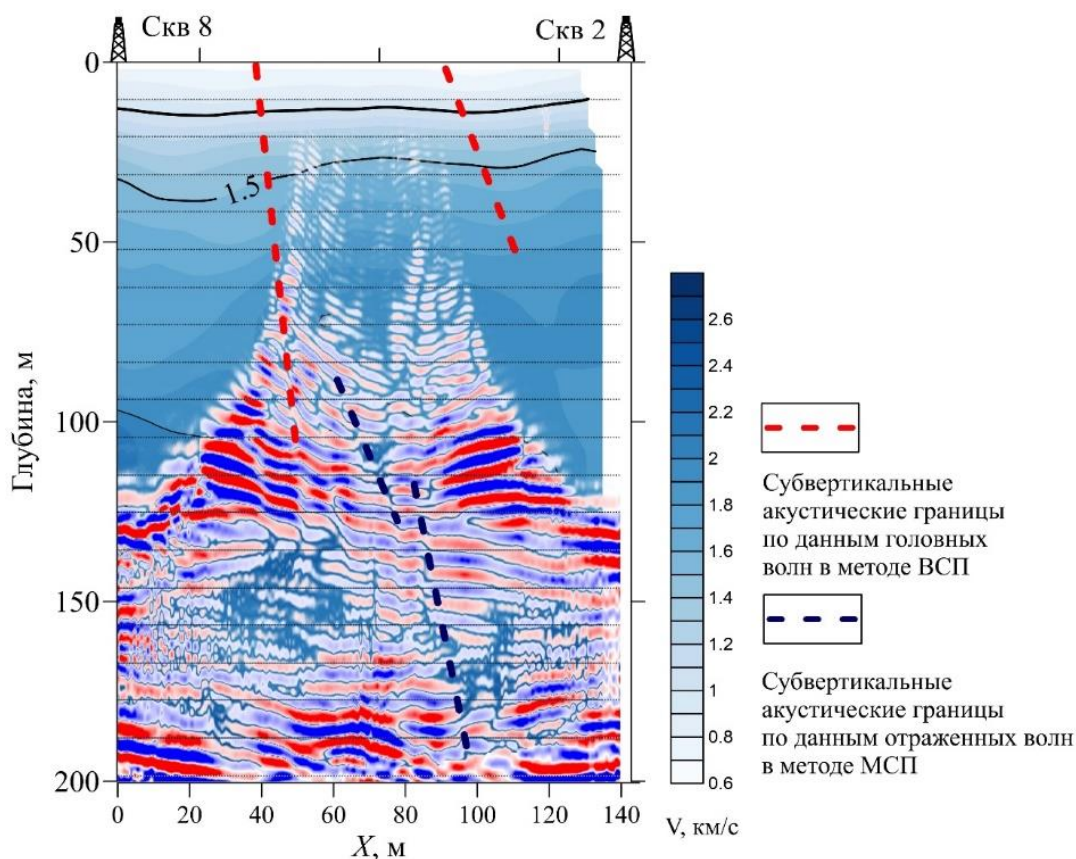 Скв 8
Скв 2
0
50
100
150
200
Глубина, м
1.5
0
20
40
60
80
100
120
140
X, м
2.6
2.4
2.2
2
1.8
1.6
1.4
1.2
1
0.8
0.6
V, км/с
Субвертикальные
акустические границы
по данным головных
волн в методе ВСП
Субвертикальные
акустические границы
по данным отраженных волн
в методе МСП